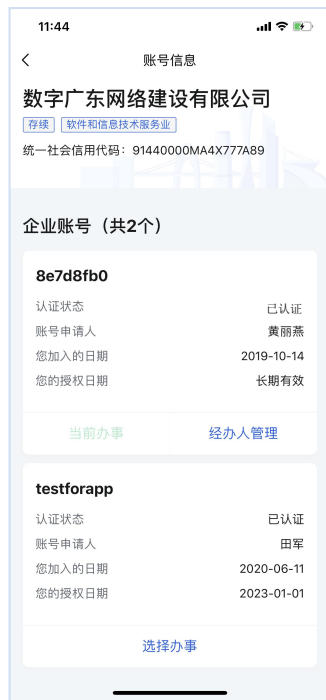 11:44
账号信息
数字广东网络建设有限公司
存续 软件和信息技术服务业
统一社会信用代码：91440000MA4X777A89
企业账号（共2个）
8e7d8fb0
认证状态 已认证
账号申请人 黄丽燕
您加入的日期 2019-10-14
您的授权日期 长期有效
当前办事 经办人管理
testforapp
认证状态 已认证
账号申请人 田军
您加入的日期 2020-06-11
您的授权日期 2023-01-01
选择办事